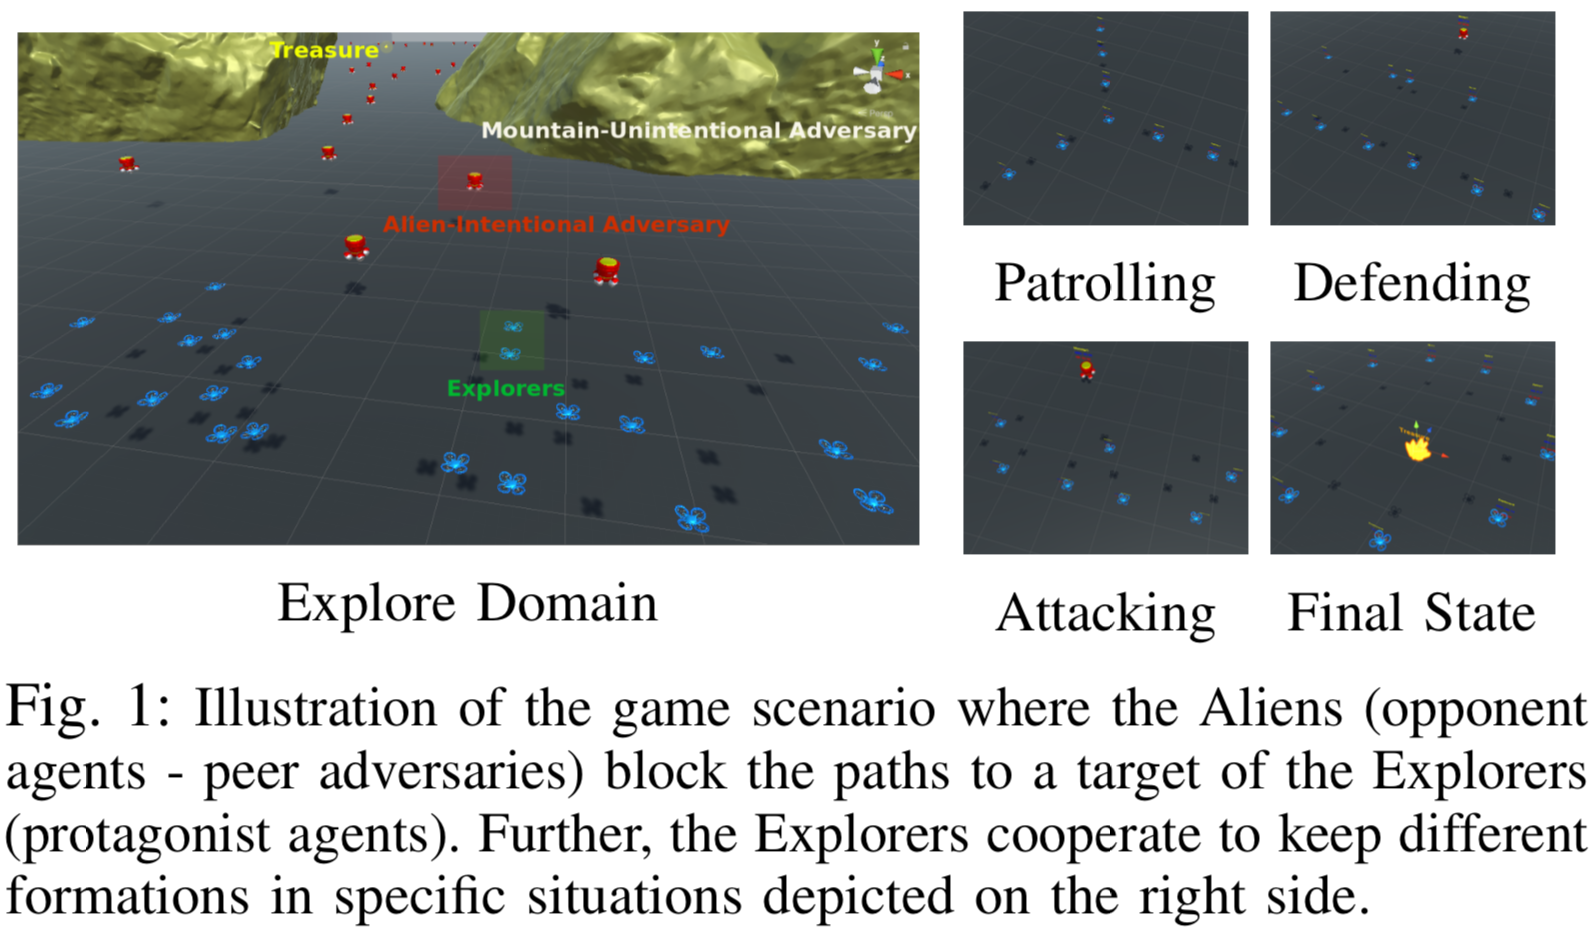 Treasure
y
x
Persp
Mountain-Unintentional Adversary
Alien-Intentional Adversary
Explorers
Explore Domain
Patrolling
Defending
Attacking
Final State
Fig. 1: Illustration of the game scenario where the Aliens (opponent
agents - peer adversaries) block the paths to a target of the Explorers
(protagonist agents). Further, the Explorers cooperate to keep different
formations in specific situations depicted on the right side.